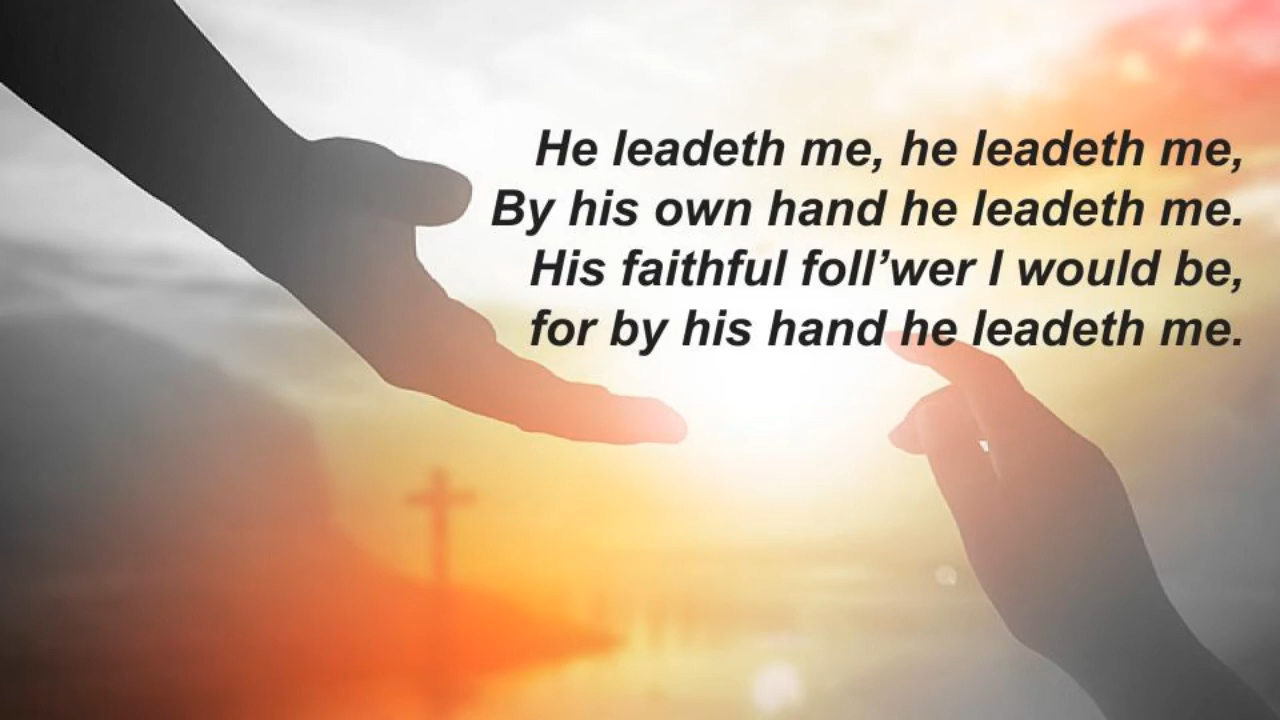 He leadeth me, he leadeth me,
By his own hand he leadeth me.
His faithful foll’wer I would be,
for by his hand he leadeth me.